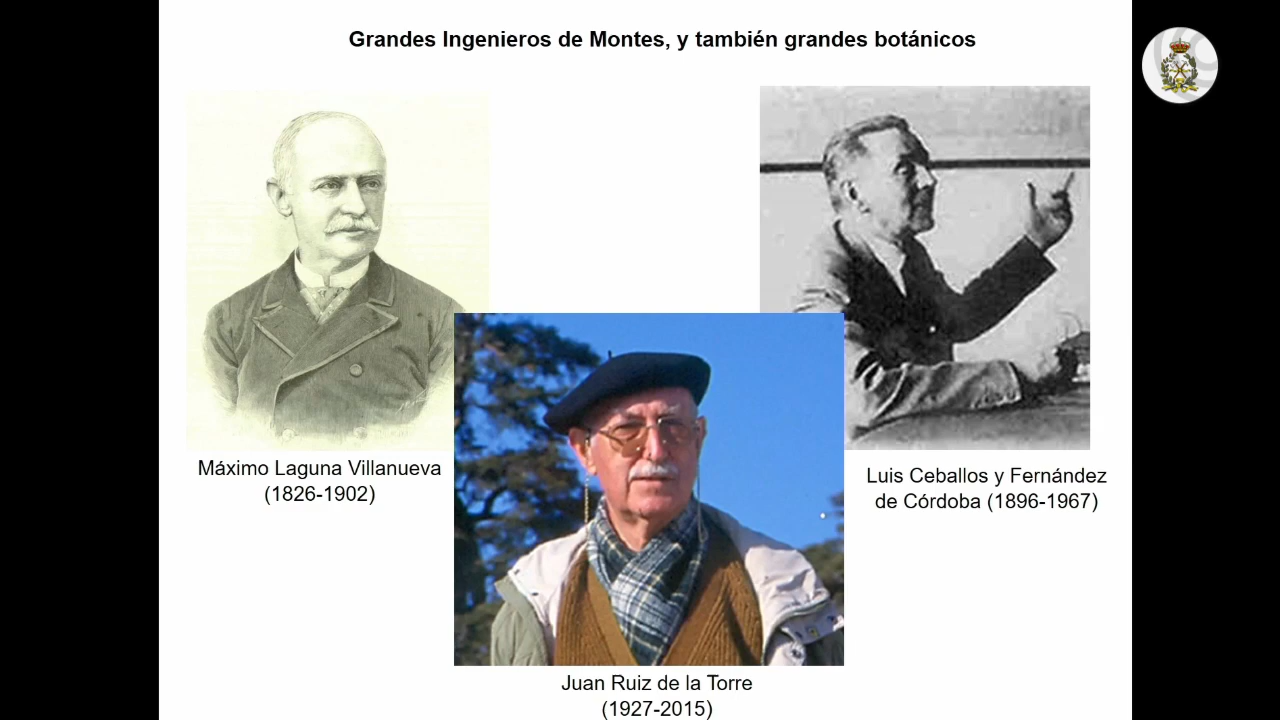 Grandes Ingenieros de Montes, y también grandes botánicos
Máximo Laguna Villanueva
(1826-1902)
Luis Ceballos y Fernández
de Córdoba (1896-1967)
Juan Ruiz de la Torre
(1927-2015)